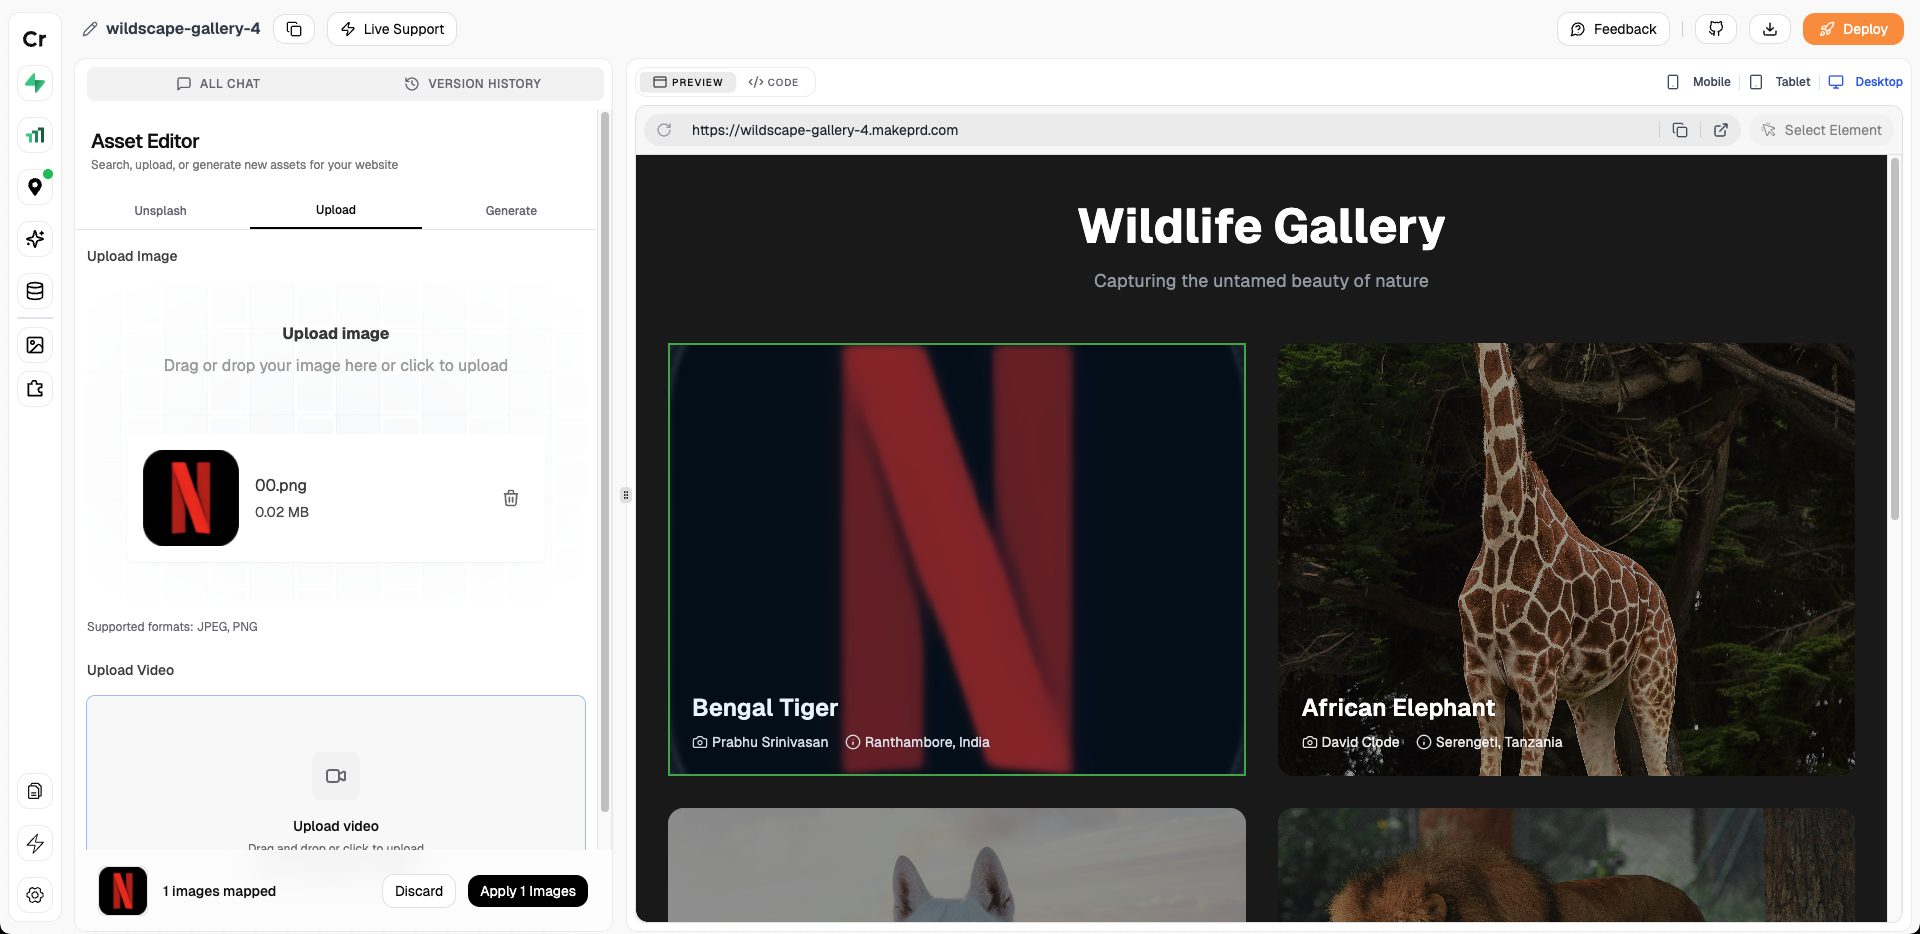 Cr
wildscape-gallery-4
Live Support
Feedback
Deploy
ALL CHAT
VERSION HISTORY
Asset Editor
Search, upload, or generate new assets for your website
Unsplash
Upload
Generate
Upload Image
Upload image
Drag or drop your image here or click to upload
00.png
0.02 MB
Supported formats: JPEG, PNG
Upload Video
Upload video
Drag and drop or click to upload
1 images mapped
Discard
Apply 1 Images
PREVIEW
</> CODE
Mobile
Tablet
Desktop
https://wildscape-gallery-4.makeprd.com
Select Element
Wildlife Gallery
Capturing the untamed beauty of nature
N
Bengal Tiger
Prabhu Srinivasan
Ranthambore, India
African Elephant
David Clode
Serengeti, Tanzania